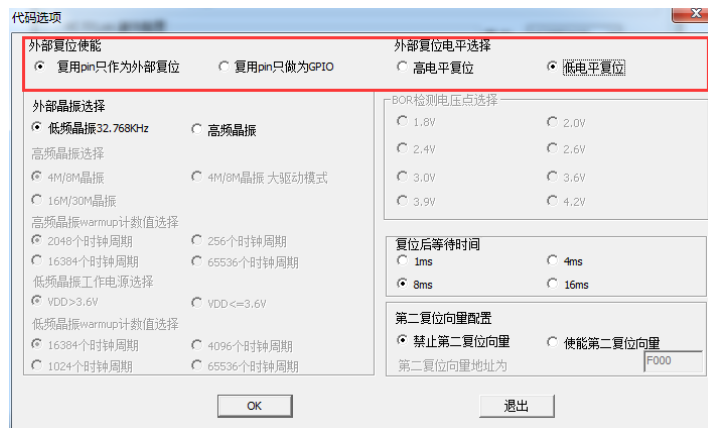 代码选项
外部复位使能
复用pin只作为外部复位
复用pin只做为GPIO
外部复位电平选择
高电平复位
低电平复位
外部晶振选择
低频晶振32.768KHz
高频晶振
高频晶振选择
4M/8M晶振
4M/8M晶振 大驱动模式
16M/30M晶振
高频晶振warmup计数值选择
2048个时钟周期
256个时钟周期
16384个时钟周期
65536个时钟周期
低频晶振工作电源选择
VDD>3.6V
VDD<=3.6V
低频晶振warmup计数值选择
16384个时钟周期
4096个时钟周期
1024个时钟周期
65536个时钟周期
BOR检测电压点选择
1.8V
2.0V
2.4V
2.6V
3.0V
3.6V
3.9V
4.2V
复位后等待时间
1ms
4ms
8ms
16ms
第二复位向量配置
禁止第二复位向量
使能第二复位向量
第二复位向量地址为
F000
OK
退出